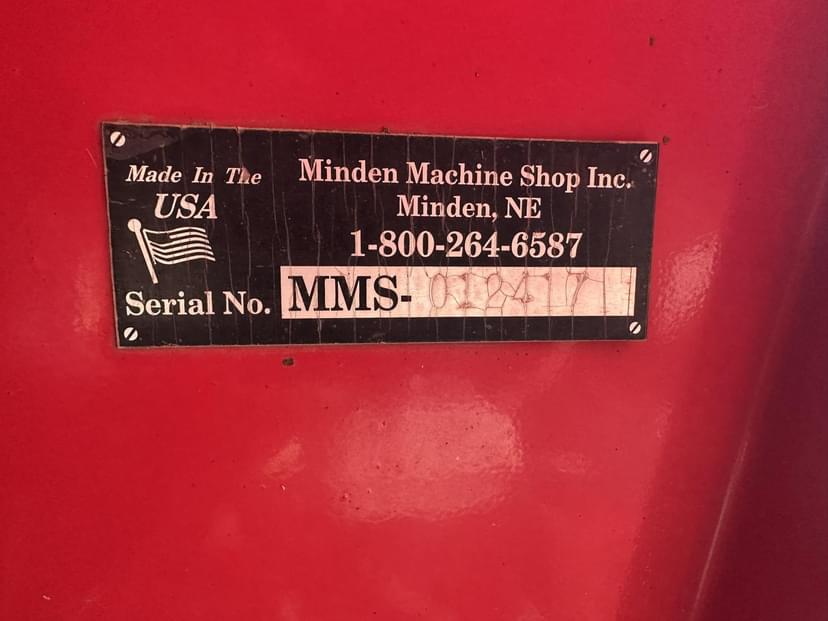 Made In The
USA
Minden Machine Shop Inc.
Minden, NE
1-800-264-6587
Serial No. MMS-